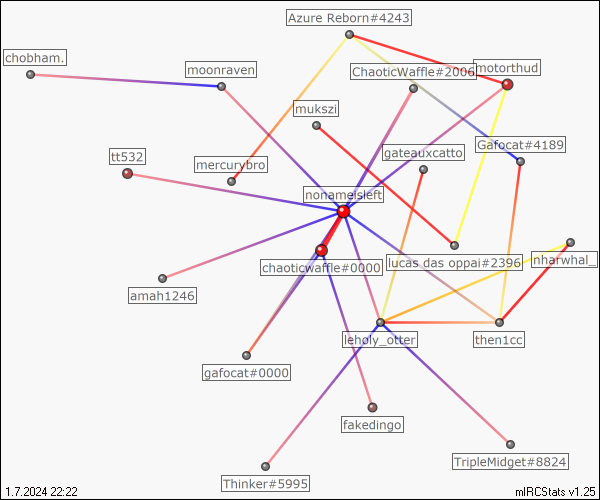 Azure Reborn#4243
chobham.
moonraven
ChaoticWaffle#2006
motorthud
mukszi
tt532
mercurybro
gateauxcatto
Gafocat#4189
nonameisleft
chaoticwaffle#0000
llucas das oppai#2396
nharwhal_
amah1246
leholy_otter
then1cc
gafocat#0000
fakedingo
Thinker#5995
TripleMidget#8824
1.7.2024 22:22
mIRCStats v1.25